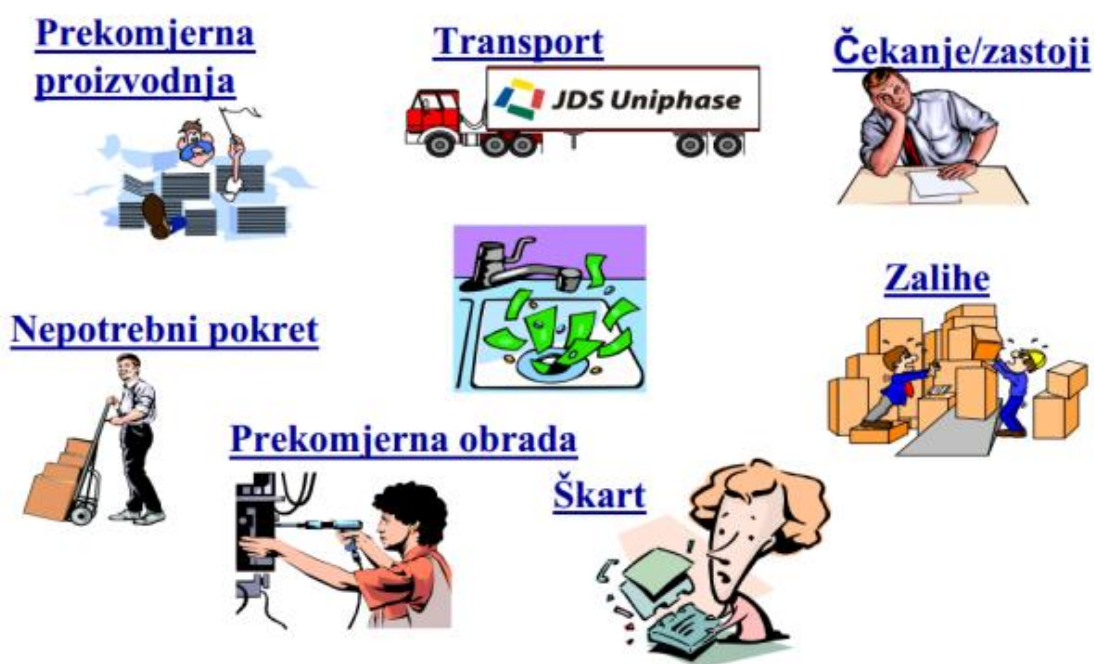 Prekomjerna
proizvodnja
Transport
JDS Uniphase
Čekanje/zastoji
Nepotrebni pokret
Zalihe
Prekomjerna obrada
Škart